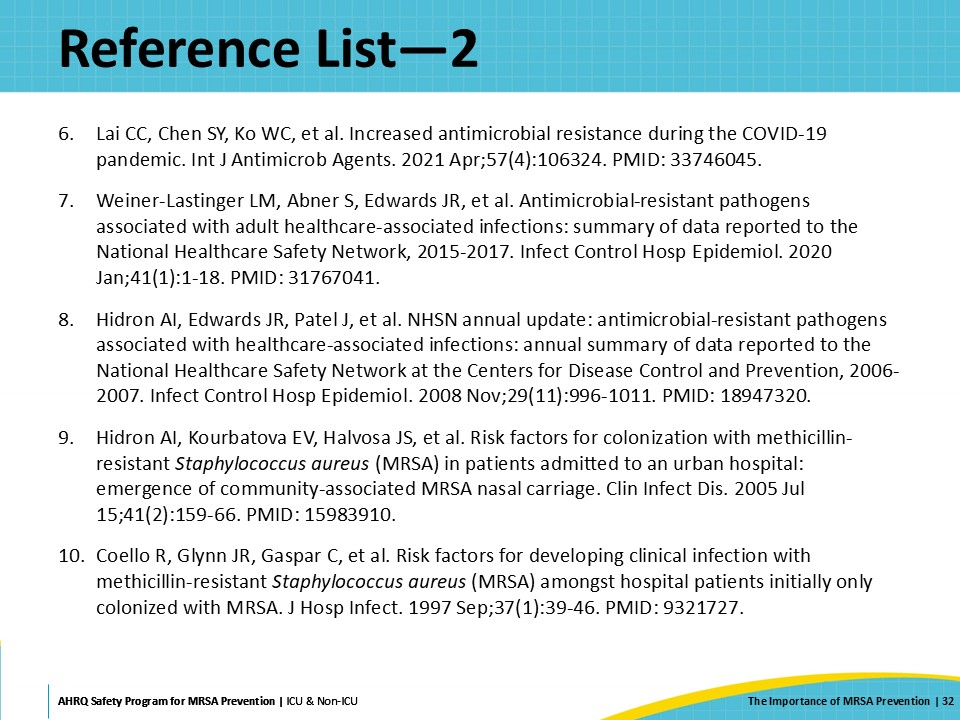 Reference List—2
6. Lai CC, Chen SY, Ko WC, et al. Increased antimicrobial resistance during the COVID-19
pandemic. Int J Antimicrob Agents. 2021 Apr;57(4):106324. PMID: 33746045.
7. Weiner-Lastinger LM, Abner S, Edwards JR, et al. Antimicrobial-resistant pathogens
associated with adult healthcare-associated infections: summary of data reported to the
National Healthcare Safety Network, 2015-2017. Infect Control Hosp Epidemiol. 2020
Jan;41(1):1-18. PMID: 31767041.
8. Hidron AI, Edwards JR, Patel J, et al. NHSN annual update: antimicrobial-resistant pathogens
associated with healthcare-associated infections: annual summary of data reported to the
National Healthcare Safety Network at the Centers for Disease Control and Prevention, 2006-
2007. Infect Control Hosp Epidemiol. 2008 Nov;29(11):996-1011. PMID: 18947320.
9. Hidron AI, Kourbatova EV, Halvosa JS, et al. Risk factors for colonization with methicillin-
resistant Staphylococcus aureus (MRSA) in patients admitted to an urban hospital:
emergence of community-associated MRSA nasal carriage. Clin Infect Dis. 2005 Jul
15;41(2):159-66. PMID: 15983910.
10. Coello R, Glynn JR, Gaspar C, et al. Risk factors for developing clinical infection with
methicillin-resistant Staphylococcus aureus (MRSA) amongst hospital patients initially only
colonized with MRSA. J Hosp Infect. 1997 Sep;37(1):39-46. PMID: 9321727.
AHRQ Safety Program for MRSA Prevention | ICU & Non-ICU
The Importance of MRSA Prevention | 32